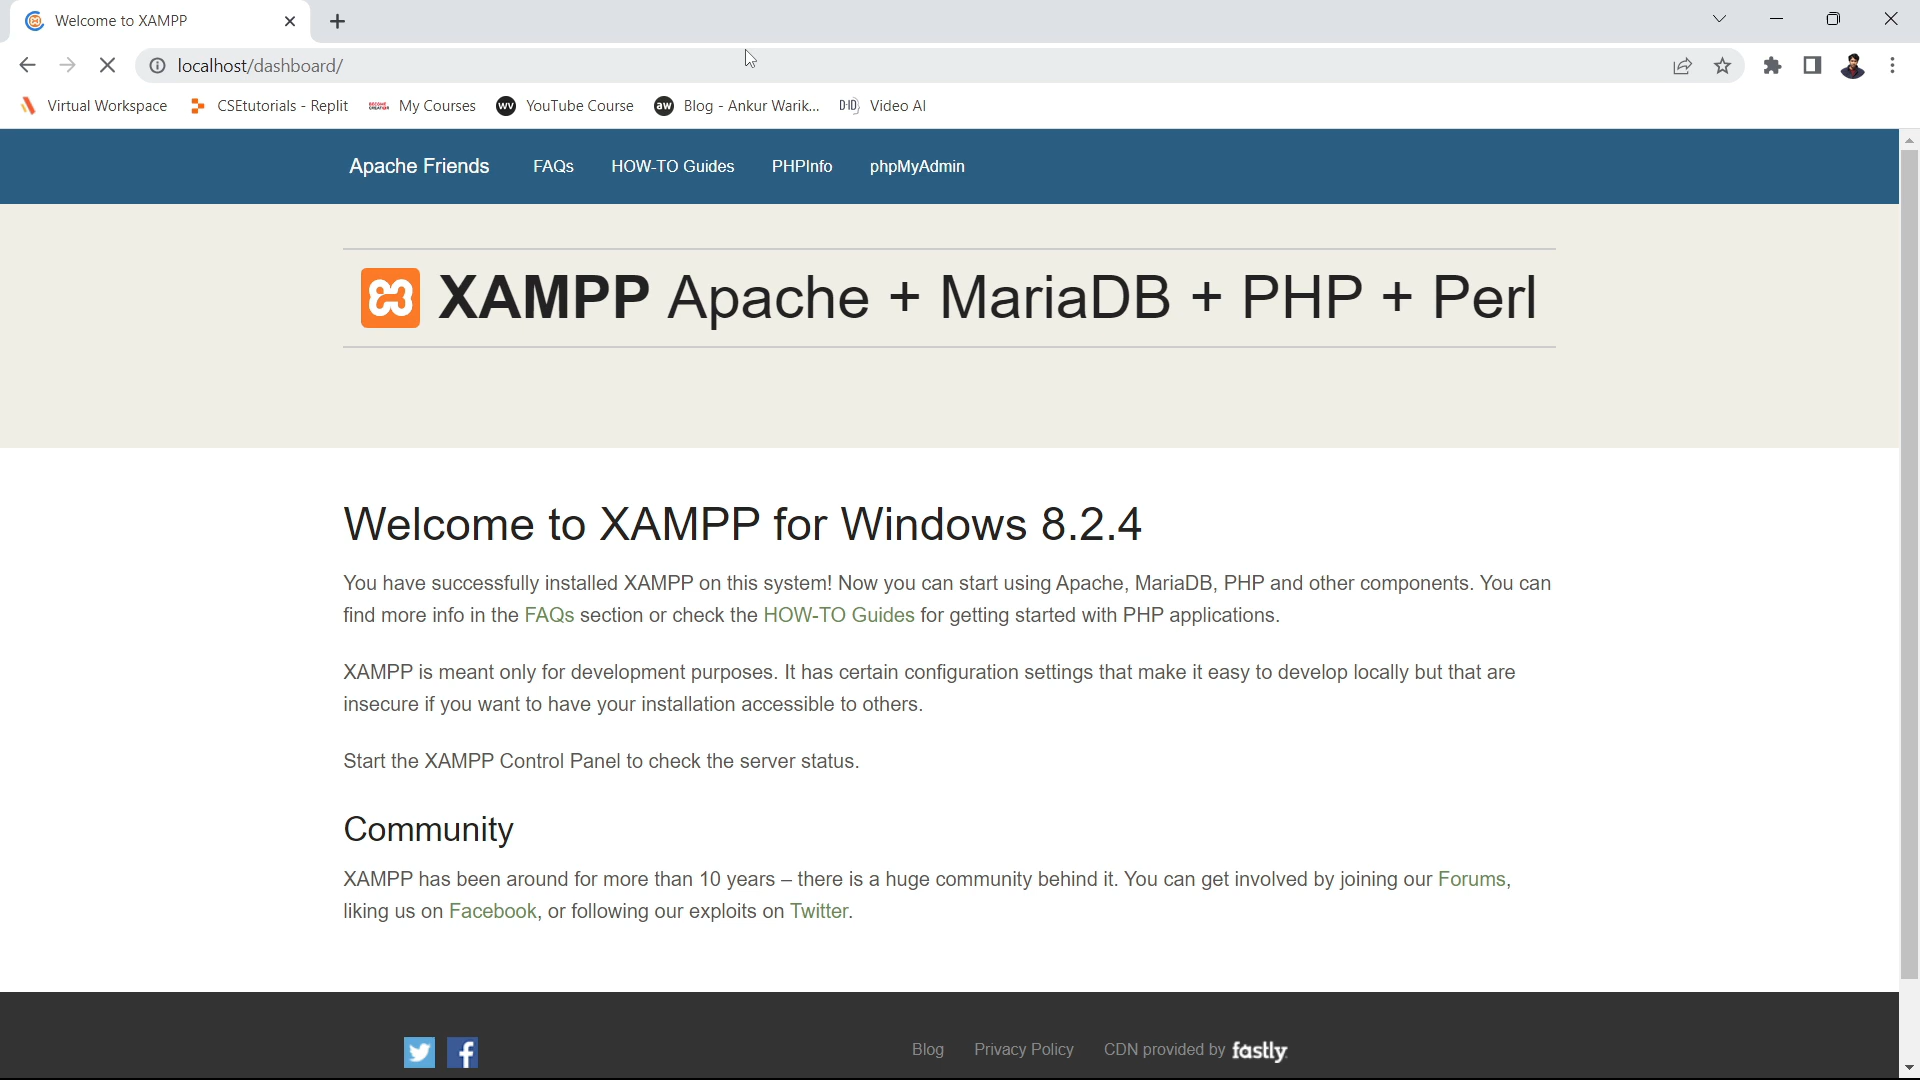 Welcome to XAMPP
localhost/dashboard/
Virtual Workspace CSEtutorials - Replit My Courses wv YouTube Course aw Blog - Ankur Warik... D-ID Video AI
Apache Friends FAQs HOW-TO Guides PHPInfo phpMyAdmin
XAMPP Apache + MariaDB + PHP + Perl
Welcome to XAMPP for Windows 8.2.4
You have successfully installed XAMPP on this system! Now you can start using Apache, MariaDB, PHP and other components. You can
find more info in the FAQs section or check the HOW-TO Guides for getting started with PHP applications.
XAMPP is meant only for development purposes. It has certain configuration settings that make it easy to develop locally but that are
insecure if you want to have your installation accessible to others.
Start the XAMPP Control Panel to check the server status.
Community
XAMPP has been around for more than 10 years – there is a huge community behind it. You can get involved by joining our Forums,
liking us on Facebook, or following our exploits on Twitter.
Blog Privacy Policy CDN provided by fastly